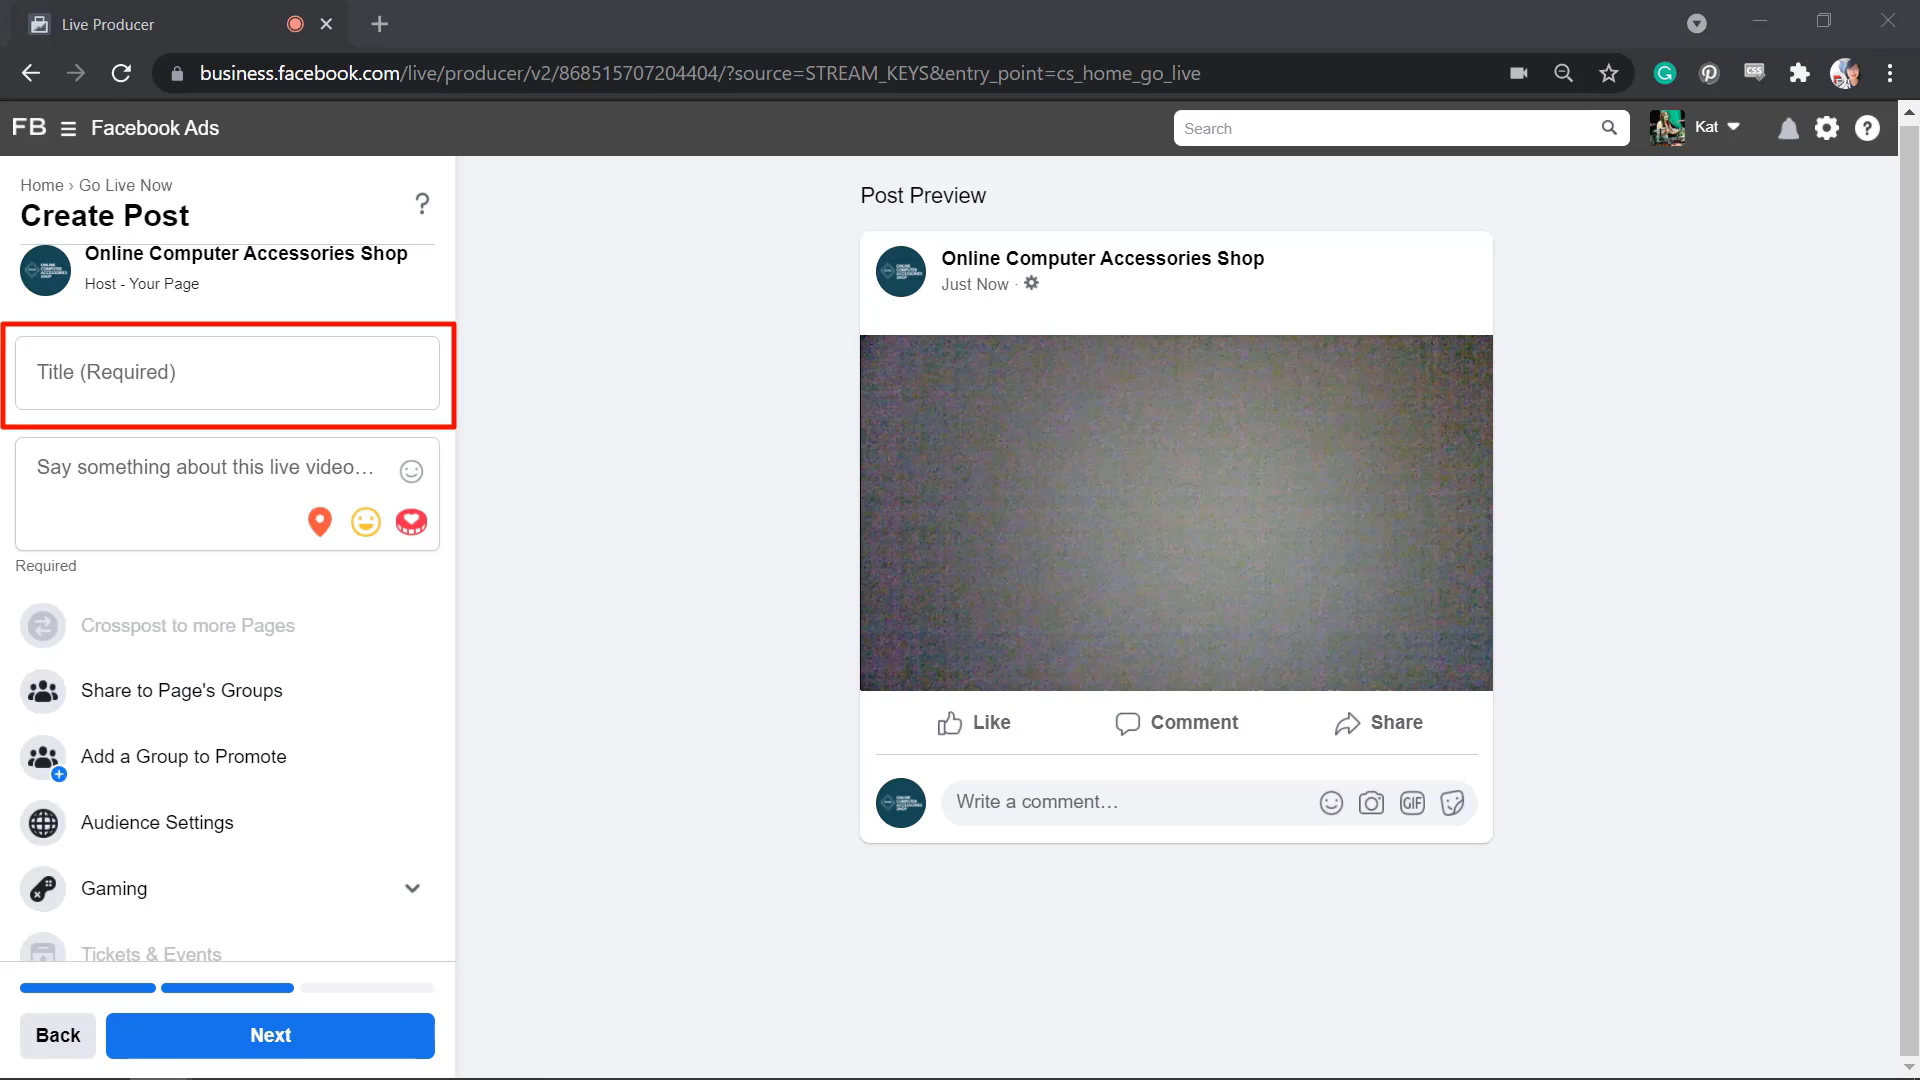 Live Producer
business.facebook.com/live/producer/v2/868515707204404/?source=STREAM_KEYS&entry_point=cs_home_go_live
CSS
FB Facebook Ads
Search
Kat
Home › Go Live Now
Create Post
Online Computer Accessories Shop
Host - Your Page
Title (Required)
Say something about this live video...
Required
Crosspost to more Pages
Share to Page's Groups
Add a Group to Promote
Audience Settings
Gaming
Tickets & Events
Back
Next
Post Preview
Online Computer Accessories Shop
Just Now ·
Like
Comment
Share
Write a comment...
GIF